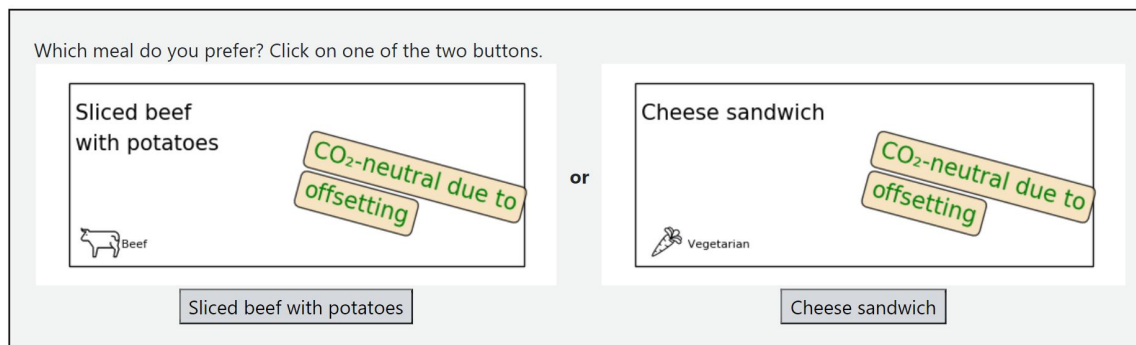 Which meal do you prefer? Click on one of the two buttons.
Sliced beef
with potatoes
CO₂-neutral due to
offsetting
Beef
or
Cheese sandwich
CO₂-neutral due to
offsetting
Vegetarian
Sliced beef with potatoes
Cheese sandwich